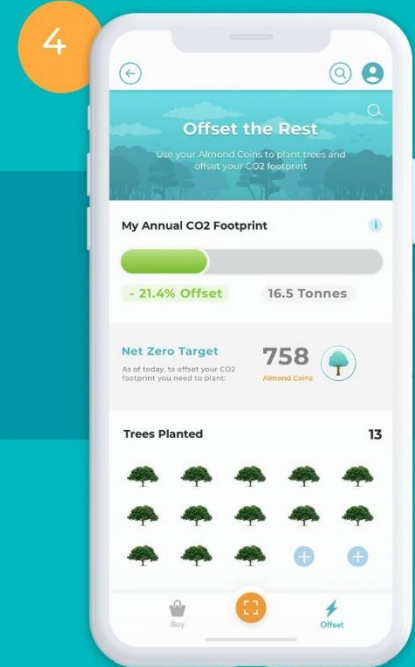 4
Offset the Rest
Use your Almond Coins to plant trees and
offset your CO2 footprint
My Annual CO2 Footprint
i
- 21.4% Offset
16.5 Tonnes
Net Zero Target
As of today, to offset your CO2
footprint you need to plant:
758
Almond Coins
Trees Planted
13
Buy
Offset